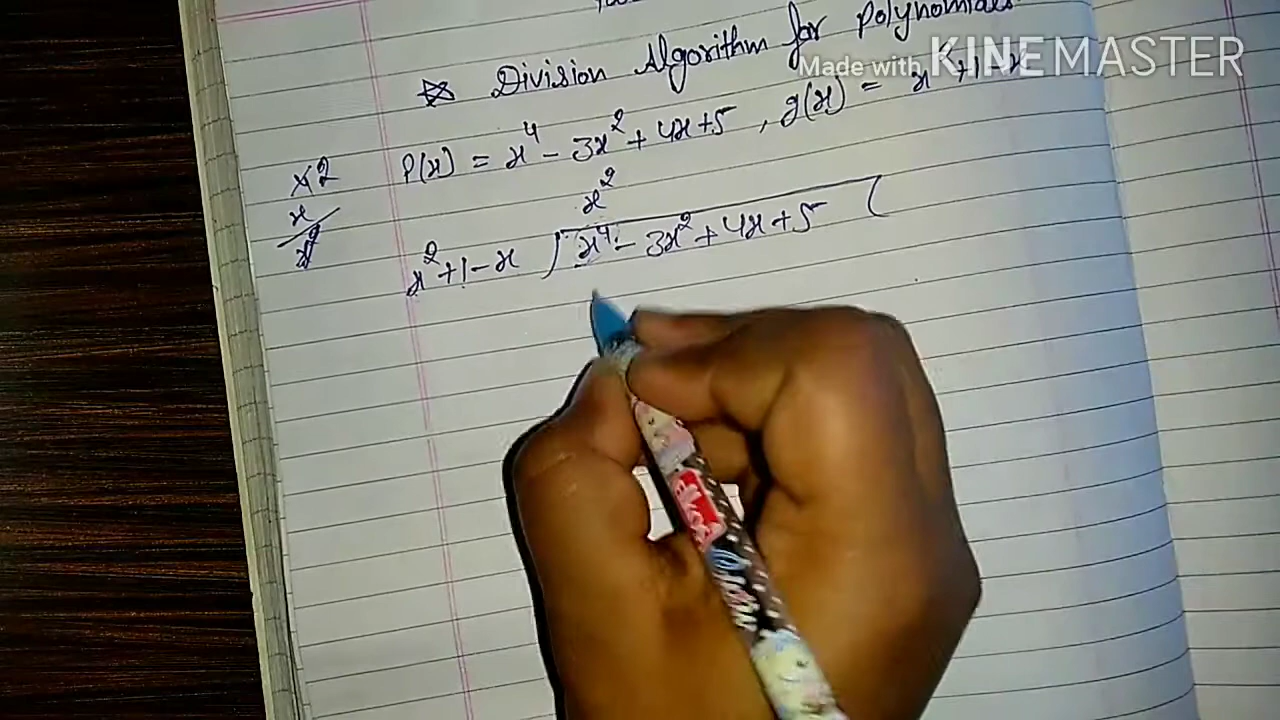 ☆ Division Algorithm for Polynomials
Made with KINEMASTER
P(x) = x⁴ - 3x² + 4x + 5 , g(x) = x² + 1 - x
x²
x² + 1 - x ) x⁴ - 3x² + 4x + 5 (